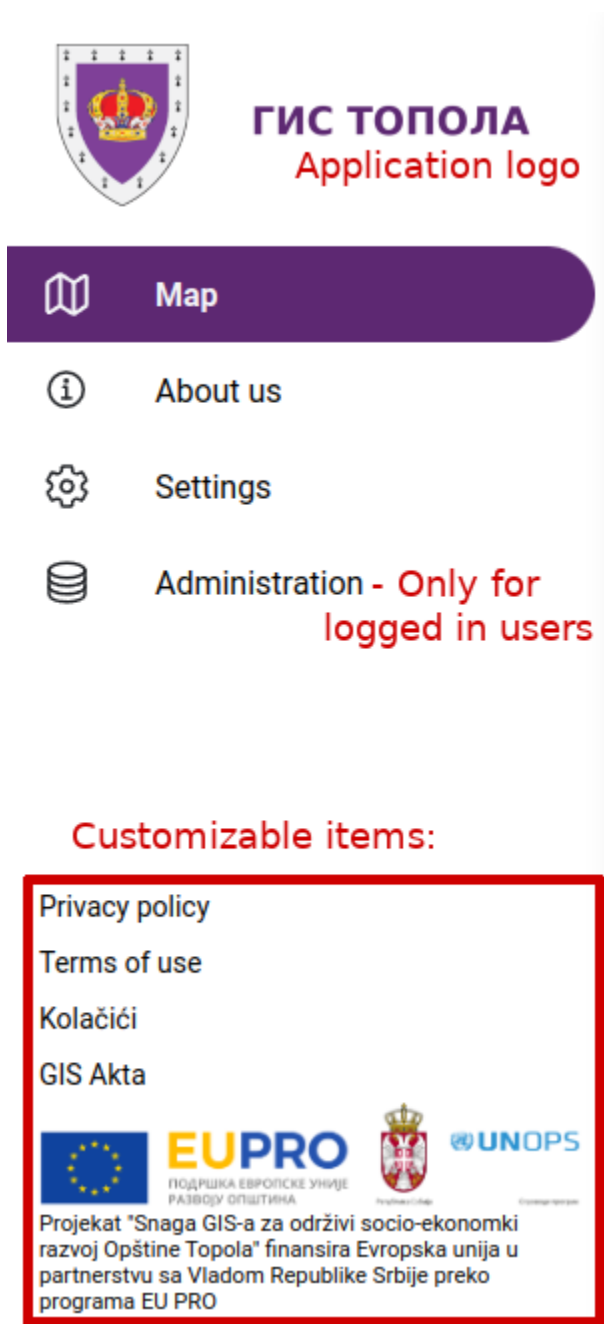 ГИС ТОПОЛА
Application logo
Map
About us
Settings
Administration - Only for
logged in users
Customizable items:
Privacy policy
Terms of use
Kolačići
GIS Akta
EUPRO
ПОДРШКА ЕВРОПСКЕ УНИЈЕ
РАЗВОЈУ ОПШТИНА
Република Србија
UNOPS
Projekat "Snaga GIS-a za održivi socio-ekonomki
razvoj Opštine Topola" finansira Evropska unija u
partnerstvu sa Vladom Republike Srbije preko
programa EU PRO